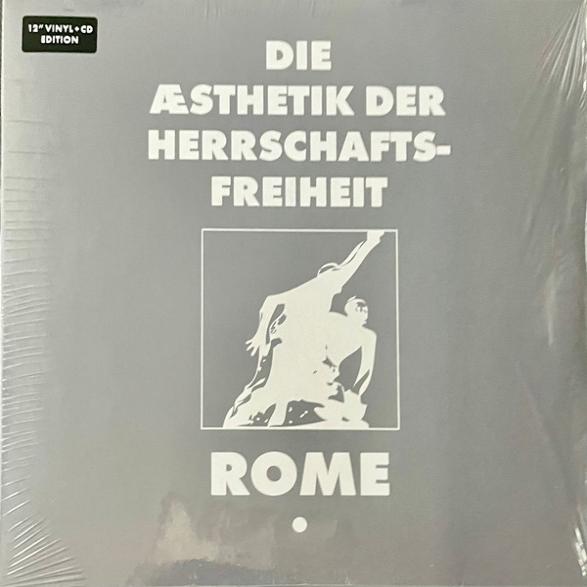 12" VINYL+CD
EDITION
DIE
ÆSTHETIK DER
HERRSCHAFTS-
FREIHEIT
ROME